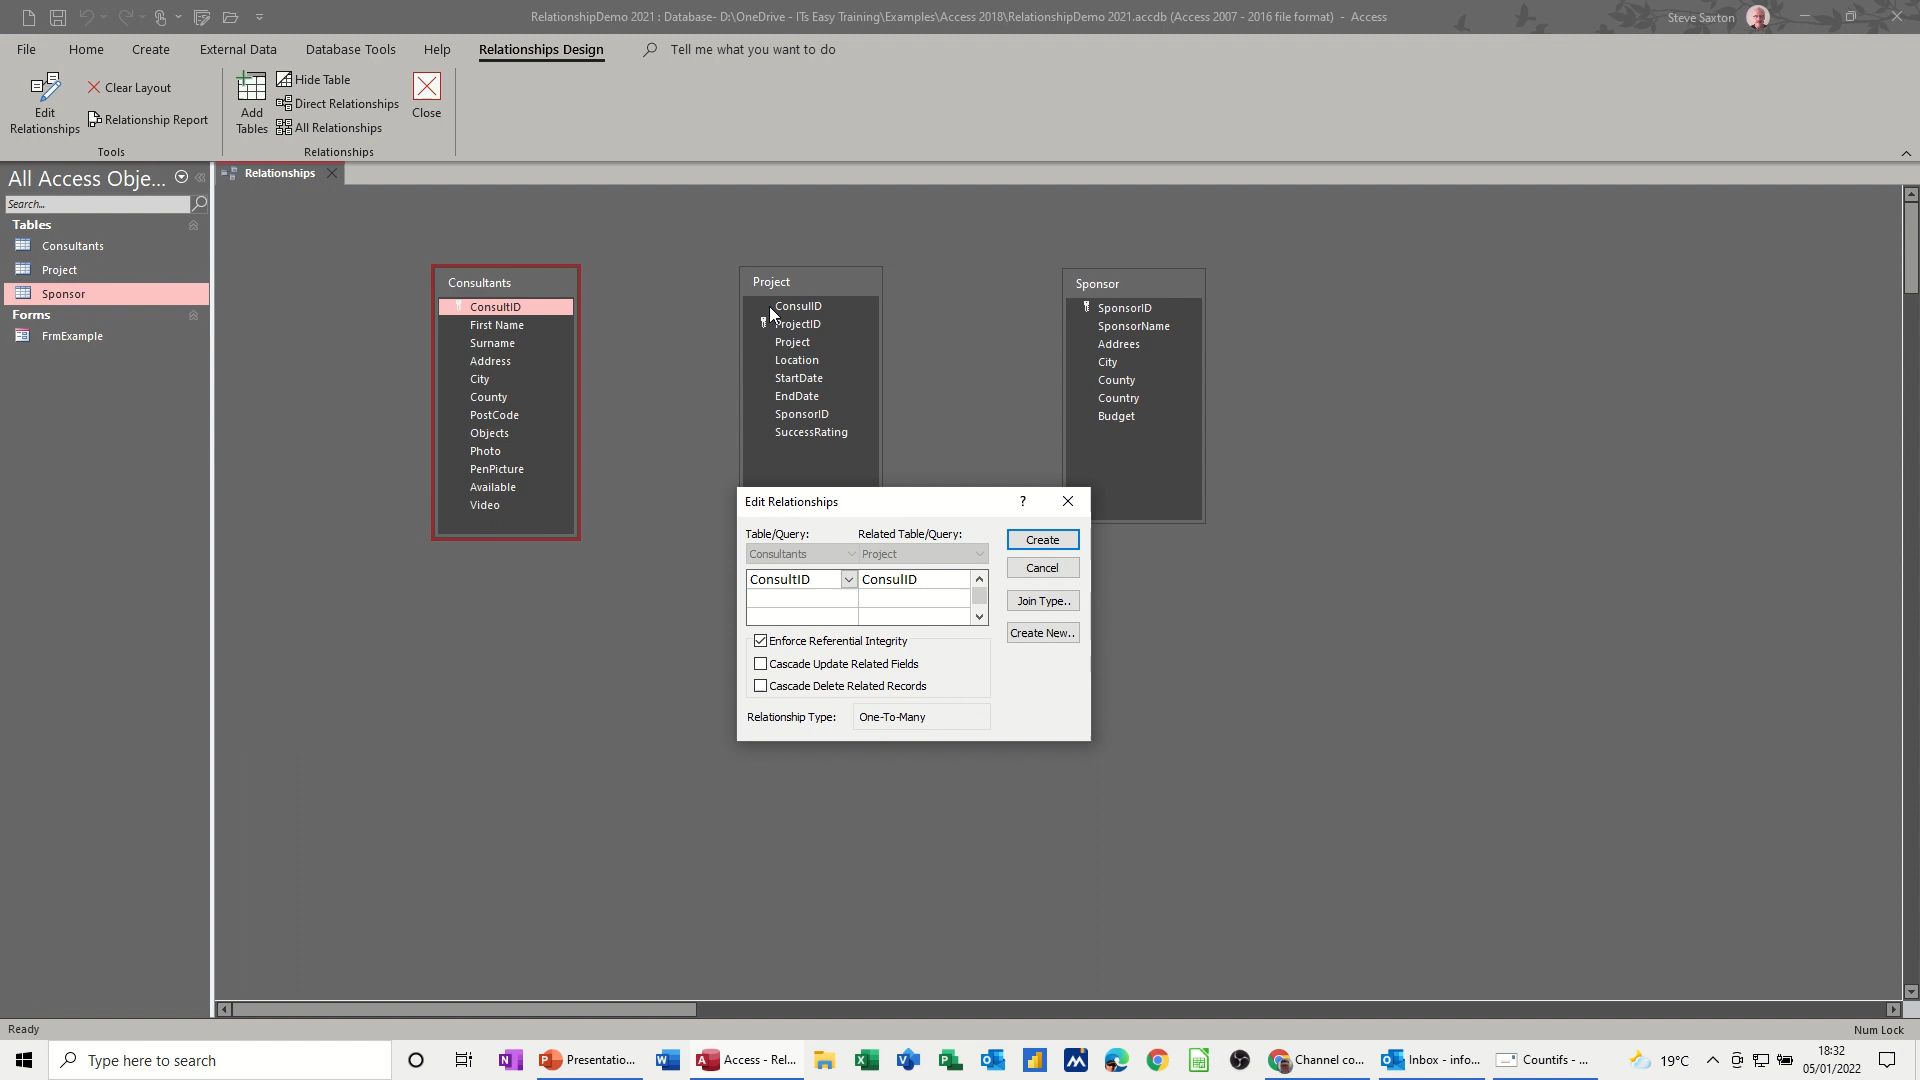 RelationshipDemo 2021 : Database- D:\OneDrive - ITs Easy Training\Examples\Access 2018\RelationshipDemo 2021.accdb (Access 2007 - 2016 file format) - Access
Steve Saxton
File Home Create External Data Database Tools Help Relationships Design Tell me what you want to do
Edit Relationships
Clear Layout
Relationship Report
Tools
Add Tables
Hide Table
Direct Relationships
All Relationships
Close
Relationships
All Access Obje...
Search...
Tables
Consultants
Project
Sponsor
Forms
FrmExample
Relationships
Consultants
ConsultID
First Name
Surname
Address
City
County
PostCode
Objects
Photo
PenPicture
Available
Video
Project
ConsulID
ProjectID
Project
Location
StartDate
EndDate
SponsorID
SuccessRating
Sponsor
SponsorID
SponsorName
Addrees
City
County
Country
Budget
Edit Relationships ?
Table/Query: Related Table/Query:
Consultants Project
ConsultID ConsulID
Create
Cancel
Join Type..
Create New..
Enforce Referential Integrity
Cascade Update Related Fields
Cascade Delete Related Records
Relationship Type: One-To-Many
Ready
Num Lock
Type here to search
Presentatio...
Access - Rel...
Channel co...
Inbox - info...
Countifs - ...
19°C
18:32
05/01/2022